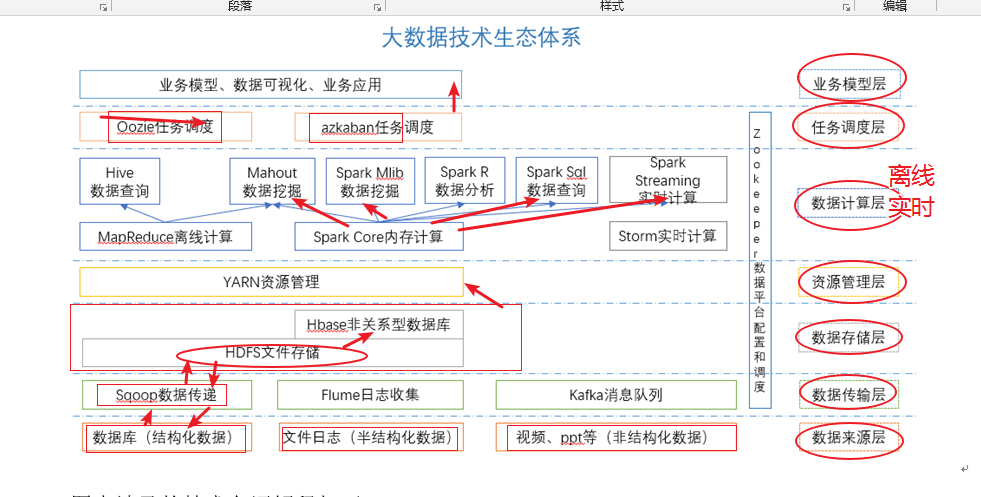 段落
样式
编辑
大数据技术生态体系
业务模型、数据可视化、业务应用
业务模型层
Oozie任务调度
azkaban任务调度
任务调度层
Hive
数据查询
Mahout
数据挖掘
Spark Mlib
数据挖掘
Spark R
数据分析
Spark Sql
数据查询
Spark
Streaming
实时计算
MapReduce离线计算
Spark Core内存计算
Storm实时计算
数据计算层
离线
实时
YARN资源管理
资源管理层
Hbase非关系型数据库
HDFS文件存储
数据存储层
Sqoop数据传递
Flume日志收集
Kafka消息队列
数据传输层
数据库（结构化数据）
文件日志（半结构化数据）
视频、ppt等（非结构化数据）
数据来源层
Zookeeper数据平台配置和调度